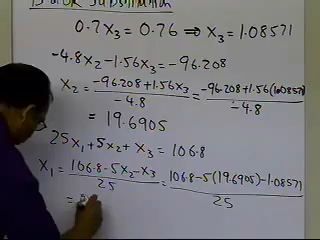 Back Substitution
0.7x₃ = 0.76 ⇒ x₃ = 1.08571
-4.8x₂ - 1.56x₃ = -96.208
x₂ = (-96.208 + 1.56x₃) / -4.8 = (-96.208 + 1.56(1.08571)) / -4.8
= 19.6905
25x₁ + 5x₂ + x₃ = 106.8
x₁ = (106.8 - 5x₂ - x₃) / 25 = (106.8 - 5(19.6905) - 1.08571) / 25
=